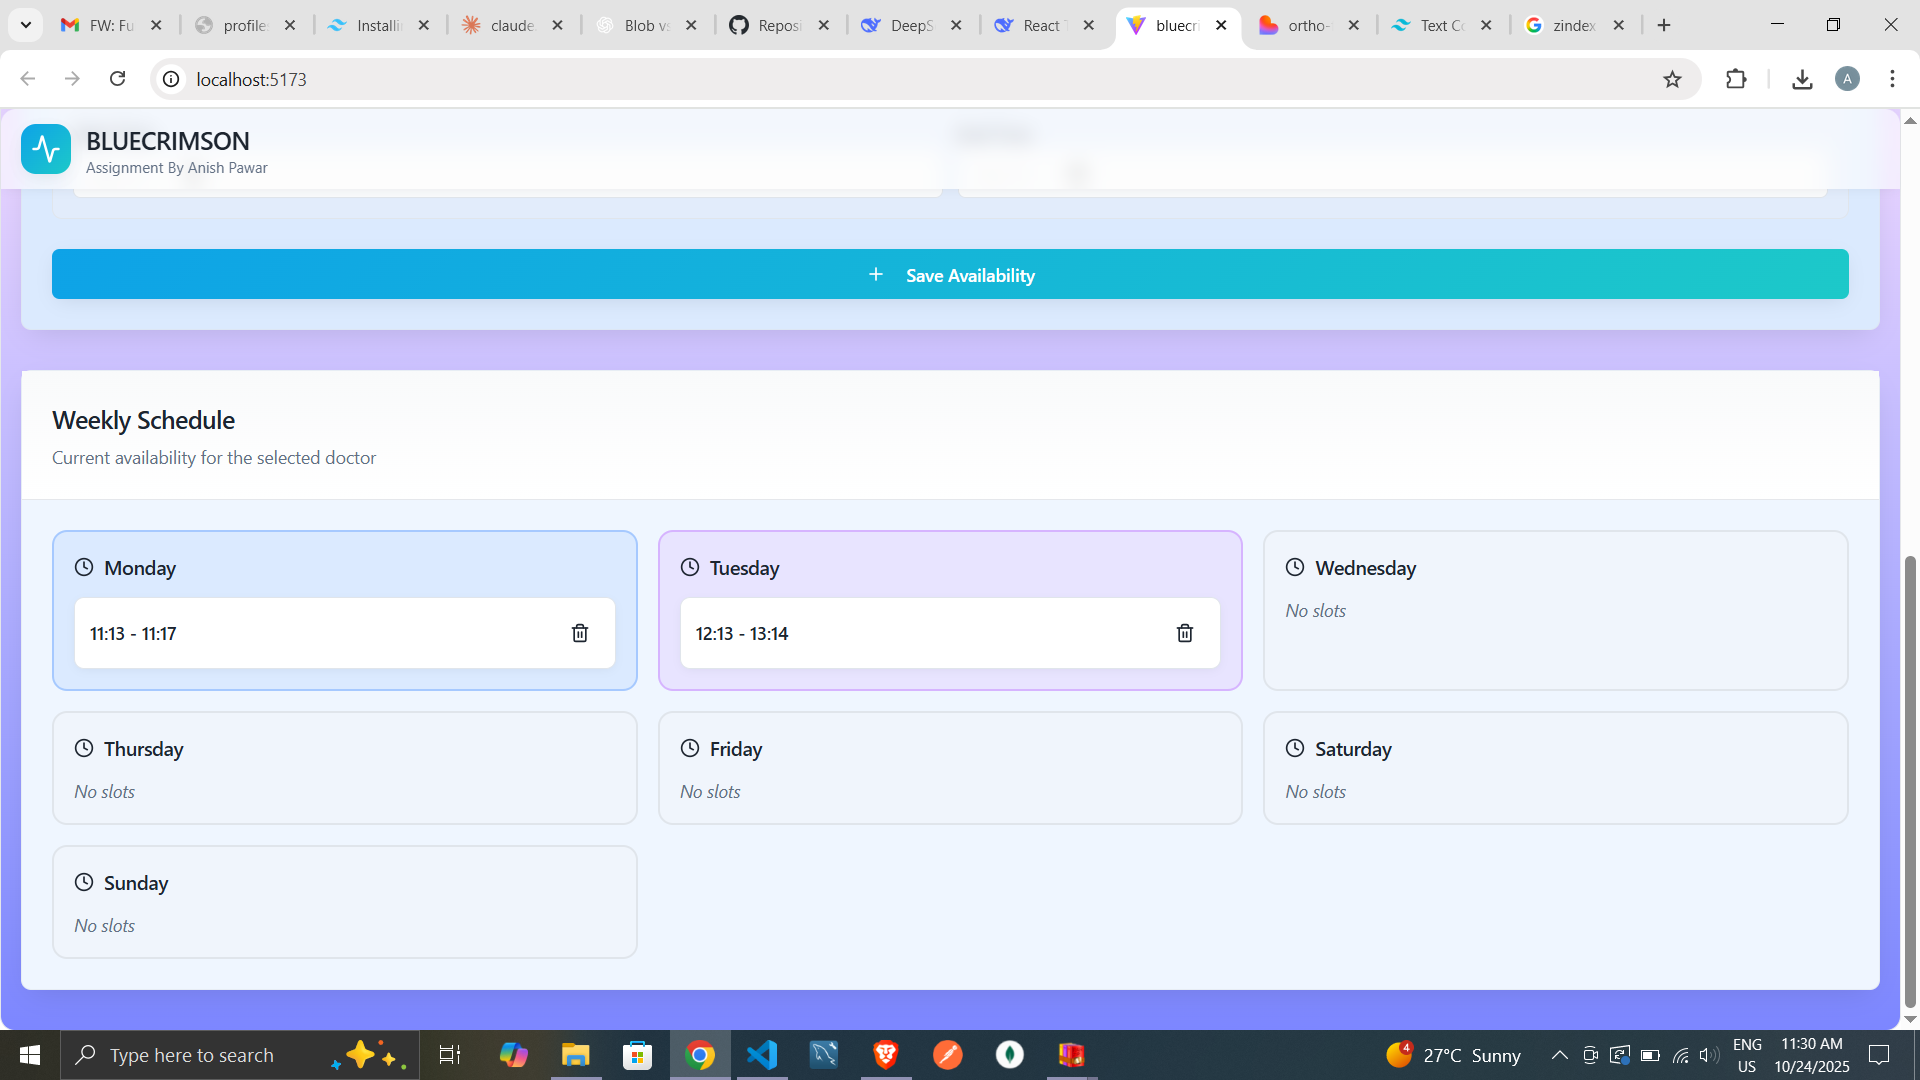 FW: Fu
profile
Installi
claude.
Blob vs
Reposi
DeepS
React T
bluecri
ortho-
Text Co
zindex
localhost:5173
A
BLUECRIMSON
Assignment By Anish Pawar
Save Availability
Weekly Schedule
Current availability for the selected doctor
Monday
Tuesday
Wednesday
11:13 - 11:17
12:13 - 13:14
No slots
Thursday
Friday
Saturday
No slots
No slots
No slots
Sunday
No slots
Type here to search
4
27°C Sunny
ENG
US
11:30 AM
10/24/2025